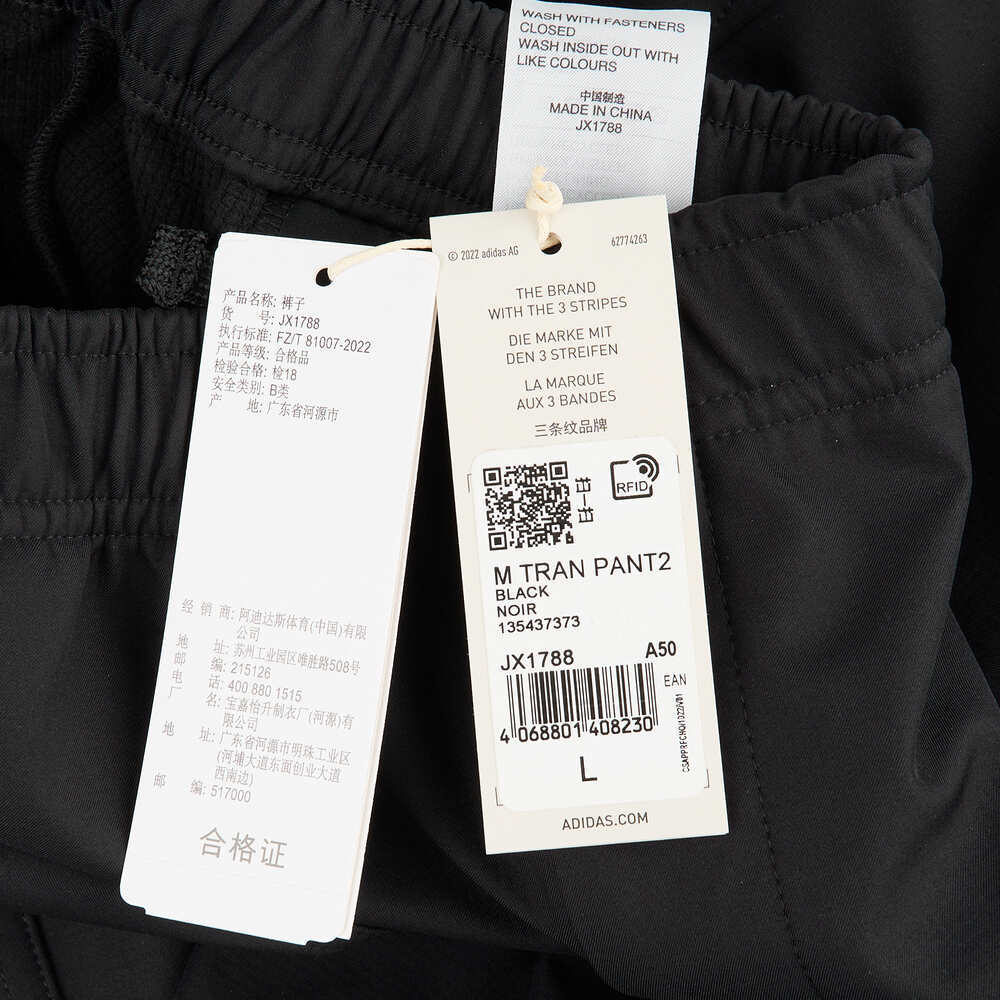 WASH WITH FASTENERS
CLOSED
WASH INSIDE OUT WITH
LIKE COLOURS
中国制造
MADE IN CHINA
JX1788
产品名称: 裤子
货 号: JX1788
执行标准: FZ/T 81007-2022
产品等级: 合格品
检验合格: 检18
安全类别: B类
产 地: 广东省河源市
经 销 商: 阿迪达斯体育(中国)有限
公司
地 址: 苏州工业园区唯胜路508号
邮 编: 215126
电 话: 400 880 1515
厂 名: 宝嘉怡升制衣厂(河源)有
限公司
地 址: 广东省河源市明珠工业区
(河埔大道东面创业大道
西南边)
邮 编: 517000
合格证
© 2022 adidas AG
62774263
THE BRAND
WITH THE 3 STRIPES
DIE MARKE MIT
DEN 3 STREIFEN
LA MARQUE
AUX 3 BANDES
三条纹品牌
RFID
M TRAN PANT2
BLACK
NOIR
135437373
JX1788 A50
EAN
4 068801 408230
L
ADIDAS.COM